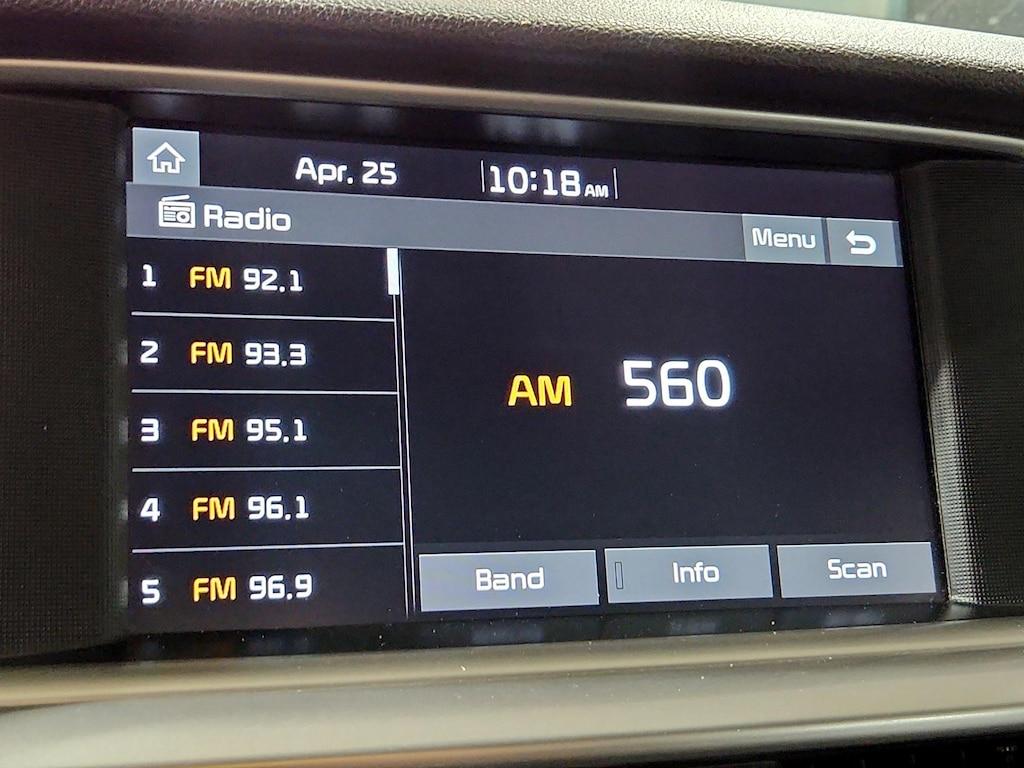 Apr. 25 10:18 AM
Radio
Menu
1 FM 92.1
2 FM 93.3
3 FM 95.1
4 FM 96.1
5 FM 96.9
AM 560
Band
Info
Scan